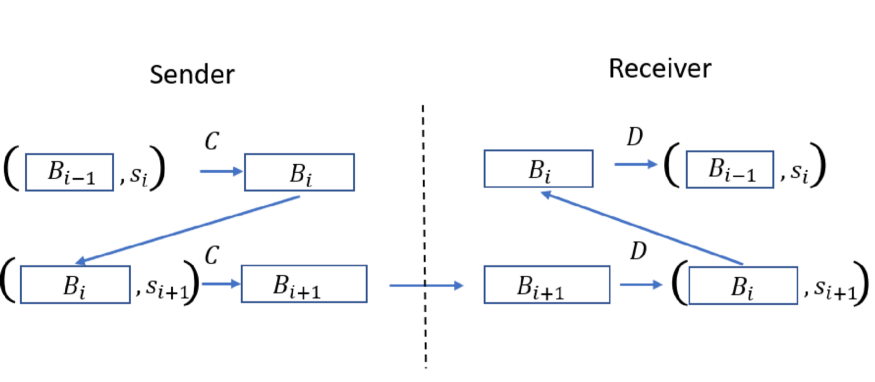 Sender
Receiver
(B_{i-1}, s_i) C B_i
B_i D (B_{i-1}, s_i)
(B_i, s_{i+1}) C B_{i+1}
B_{i+1} D (B_i, s_{i+1})